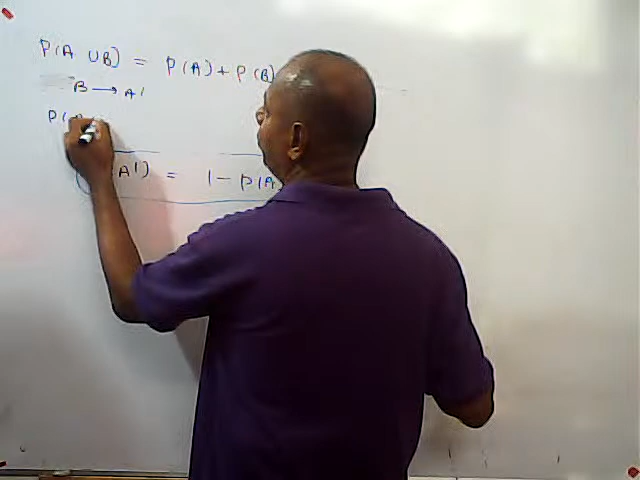 P(A ∪B) = P(A) + P(B)
B → A'
P(
A') = 1 - P(A